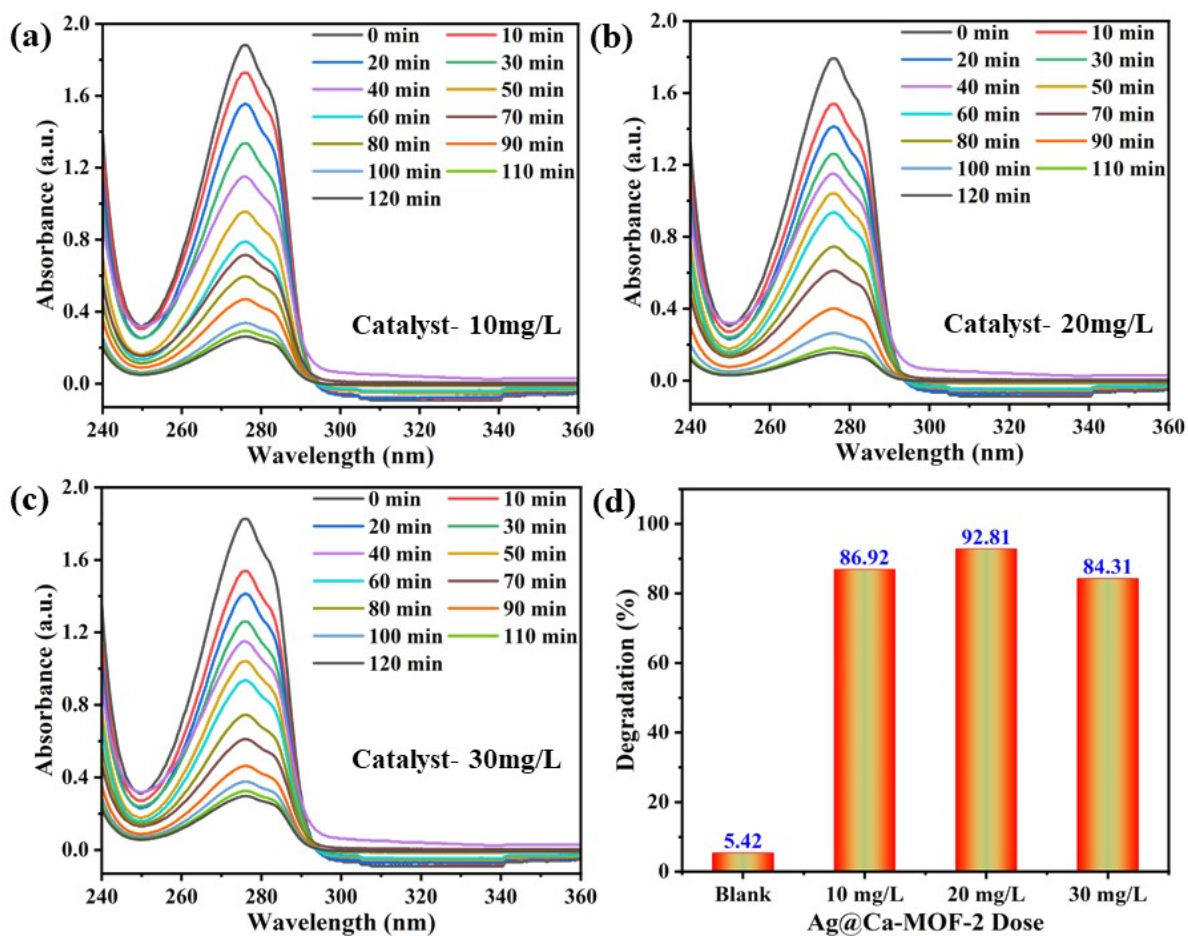 (a)
2.0
1.6
1.2
0.8
0.4
0.0
Absorbance (a.u.)
0 min 10 min
20 min 30 min
40 min 50 min
60 min 70 min
80 min 90 min
100 min 110 min
120 min
Catalyst- 10mg/L
240 260 280 300 320 340 360
Wavelength (nm)
(b)
2.0
1.6
1.2
0.8
0.4
0.0
Absorbance (a.u.)
0 min 10 min
20 min 30 min
40 min 50 min
60 min 70 min
80 min 90 min
100 min 110 min
120 min
Catalyst- 20mg/L
240 260 280 300 320 340 360
Wavelength (nm)
(c)
2.0
1.6
1.2
0.8
0.4
0.0
Absorbance (a.u.)
0 min 10 min
20 min 30 min
40 min 50 min
60 min 70 min
80 min 90 min
100 min 110 min
120 min
Catalyst- 30mg/L
240 260 280 300 320 340 360
Wavelength (nm)
(d)
100
80
60
40
20
0
Degradation (%)
5.42
86.92
92.81
84.31
Blank 10 mg/L 20 mg/L 30 mg/L
Ag@Ca-MOF-2 Dose